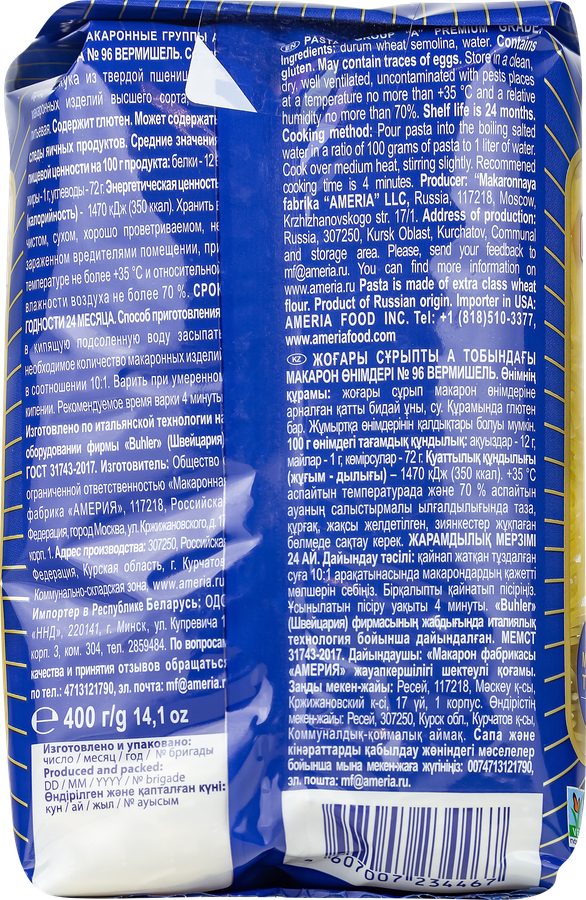 АКАРОННЫЕ ГРУППЫ А
№ 96 ВЕРМИШЕЛЬ.
ука из твердой пшениц
каронных изделий высшего сорта,
питьевая. Содержит глютен. Может содержать
следы яичных продуктов. Средние значения
пищевой ценности на 100 г продукта: белки - 12 г
жиры - 1 г, углеводы - 72 г. Энергетическая ценность
(калорийность) - 1470 кДж (350 ккал). Хранить в
чистом, сухом, хорошо проветриваемом, не
зараженном вредителями помещении, при
температуре не более +35 °С и относительной
влажности воздуха не более 70 %. СРОК
ГОДНОСТИ 24 МЕСЯЦА. Способ приготовления:
в кипящую подсоленную воду засыпать
необходимое количество макаронных изделий
в соотношении 10:1. Варить при умеренном
кипении. Рекомендуемое время варки 4 минуты.
Изготовлено по итальянской технологии на
оборудовании фирмы «Buhler» (Швейцария)
ГОСТ 31743-2017. Изготовитель: Общество с
ограниченной ответственностью «Макаронная
фабрика «АМЕРИЯ», 117218, Российская
Федерация, город Москва, ул. Кржижановского, д. 17
корп. 1. Адрес производства: 307250, Российская
Федерация, Курская область, г. Курчатов
Коммунально-складская зона, www.ameria.ru
Импортер в Республике Беларусь: ОДО
«ННД», 220141, г. Минск, ул. Купревича 1
корп. 3, ком. 304, тел. 2859484. По вопросам
качества и принятия отзывов обращаться
по тел.: 4713121790, эл. почта: mf@ameria.ru
℮ 400 г/g 14,1 oz
Изготовлено и упаковано:
число / месяц / год / № бригады
Produced and packed:
DD / MM / YYYY / № brigade
Өндірілген және қапталған күні:
күн / ай / жыл / № ауысым
EN PASTA GROUP "A" PREMIUM GRADE.
Ingredients: durum wheat semolina, water. Contains
gluten. May contain traces of eggs. Store in a clean,
dry, well ventilated, uncontaminated with pests places
at a temperature no more than +35 °C and a relative
humidity no more than 70%. Shelf life is 24 months.
Cooking method: Pour pasta into the boiling salted
water in a ratio of 100 grams of pasta to 1 liter of water.
Cook over medium heat, stirring slightly. Recommened
cooking time is 4 minutes. Producer: “Makaronnaya
fabrika “AMERIA” LLC, Russia, 117218, Moscow,
Krzhizhanovskogo str. 17/1. Address of production:
Russia, 307250, Kursk Oblast, Kurchatov, Communal
and storage area. Please, send your feedback to
mf@ameria.ru. You can find more information on
www.ameria.ru Pasta is made of extra class wheat
flour. Product of Russian origin. Importer in USA:
AMERIA FOOD INC. Tel: +1 (818)510-3377,
www.ameriafood.com
KZ ЖОҒАРЫ СҰРЫПТЫ А ТОБЫНДАҒЫ
МАКАРОН ӨНІМДЕРІ № 96 ВЕРМИШЕЛЬ. Өнімнің
құрамы: жоғары сұрып макарон өнімдеріне
арналған қатты бидай ұны, су. Құрамында глютен
бар. Жұмыртқа өнімдерінің қалдықтары болуы мүмкін.
100 г өнімдегі тағамдық құндылық: ақуыздар - 12 г,
майлар - 1 г, көмірсулар - 72 г. Қуаттылық құндылығы
(жұғым - дылығы) – 1470 кДж (350 ккал). +35 °С
аспайтын температурада және 70 % аспайтын
ауаның салыстырмалы ылғалдылығында таза,
құрғақ, жақсы желдетілген, зиянкестер жұқпаған
бөлмеде сақтау керек. ЖАРАМДЫЛЫҚ МЕРЗІМІ
24 АЙ. Дайындау тәсілі: қайнап жатқан тұздалған
суға 10:1 арақатынасында макарондардың қажетті
мөлшерін себіңіз. Бірқалыпты қайнатып пісіріңіз.
Ұсынылатын пісіру уақыты 4 минуты. «Buhler»
(Швейцария) фирмасының жабдығында италиялық
технология бойынша дайындалған. МЕМСТ
31743-2017. Дайындаушы: «Макарон фабрикасы
«АМЕРИЯ» жауапкершілігі шектеулі қоғамы.
Заңды мекен-жайы: Ресей, 117218, Мәскеу қ-сы,
Кржижановский к-сі, 17 үй, 1 корпус. Өндірістің
мекен-жайы: Ресей, 307250, Курск обл., Курчатов қ-сы,
Коммуналдық-қоймалық аймақ. Сапа және
кінәраттарды қабылдау жөніндегі мәселелер
бойынша мына мекен-жаға жүгініңіз: 0074713121790,
эл. пошта: mf@ameria.ru.
607007 234467